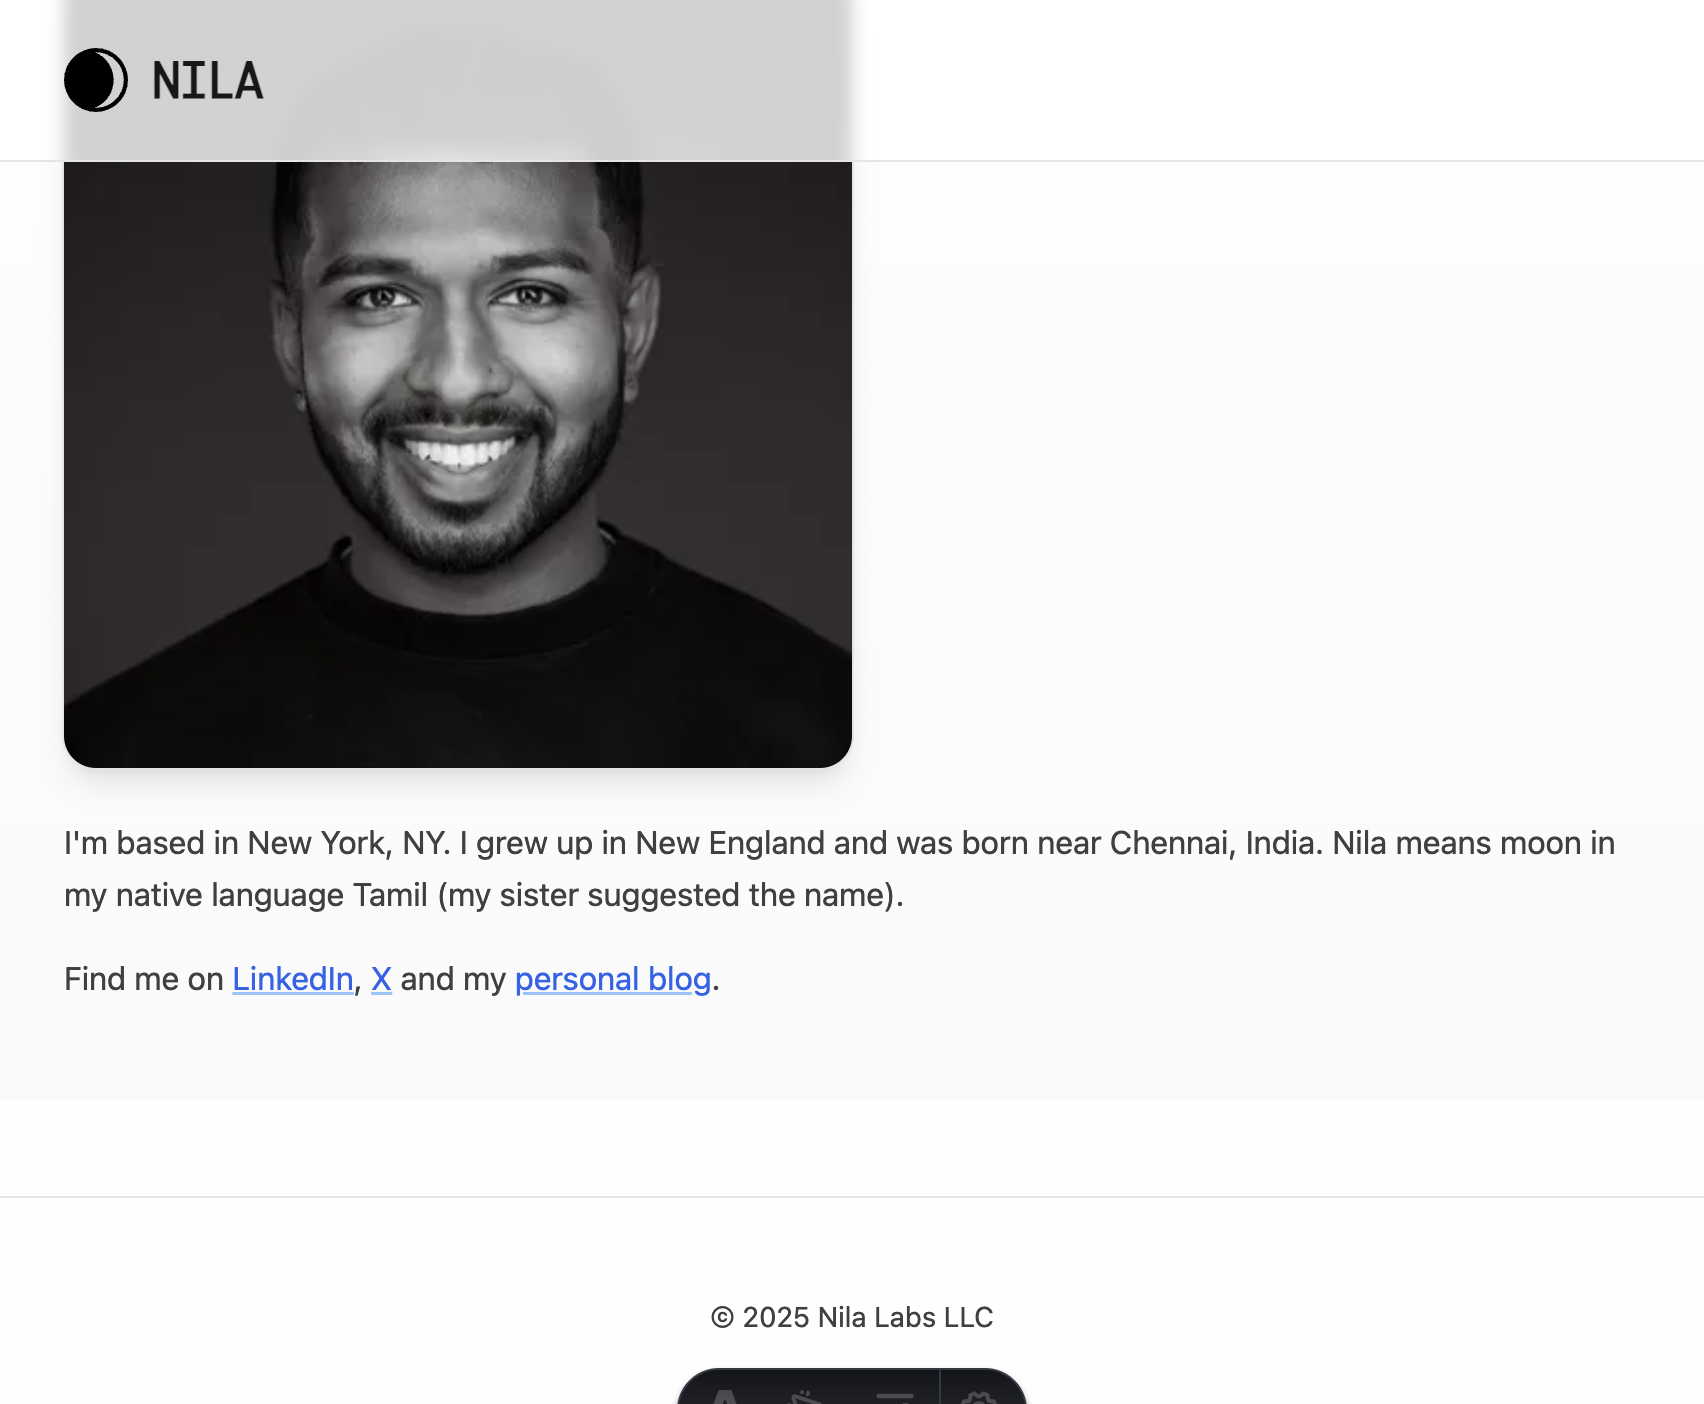 NILA
I'm based in New York, NY. I grew up in New England and was born near Chennai, India. Nila means moon in
my native language Tamil (my sister suggested the name).
Find me on LinkedIn, X and my personal blog.
© 2025 Nila Labs LLC